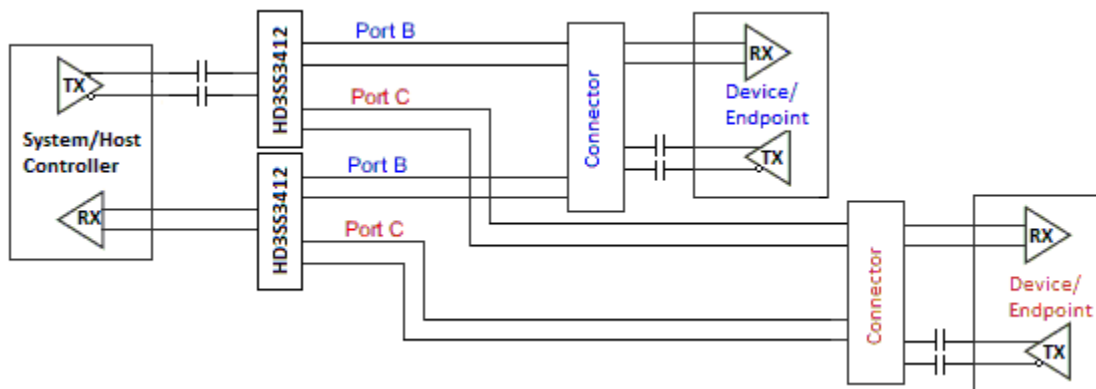 Port B
HD3SS3412
TX
RX
Port C
Device/
Endpoint
System/Host
Controller
Connector
TX
Port B
HD3SS3412
RX
Port C
RX
Connector
Device/
Endpoint
TX